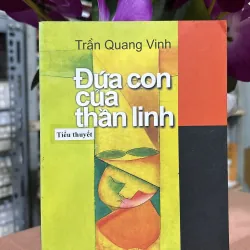 Trần Quang Vinh
Đứa con
của
thần linh
Tiểu thuyết